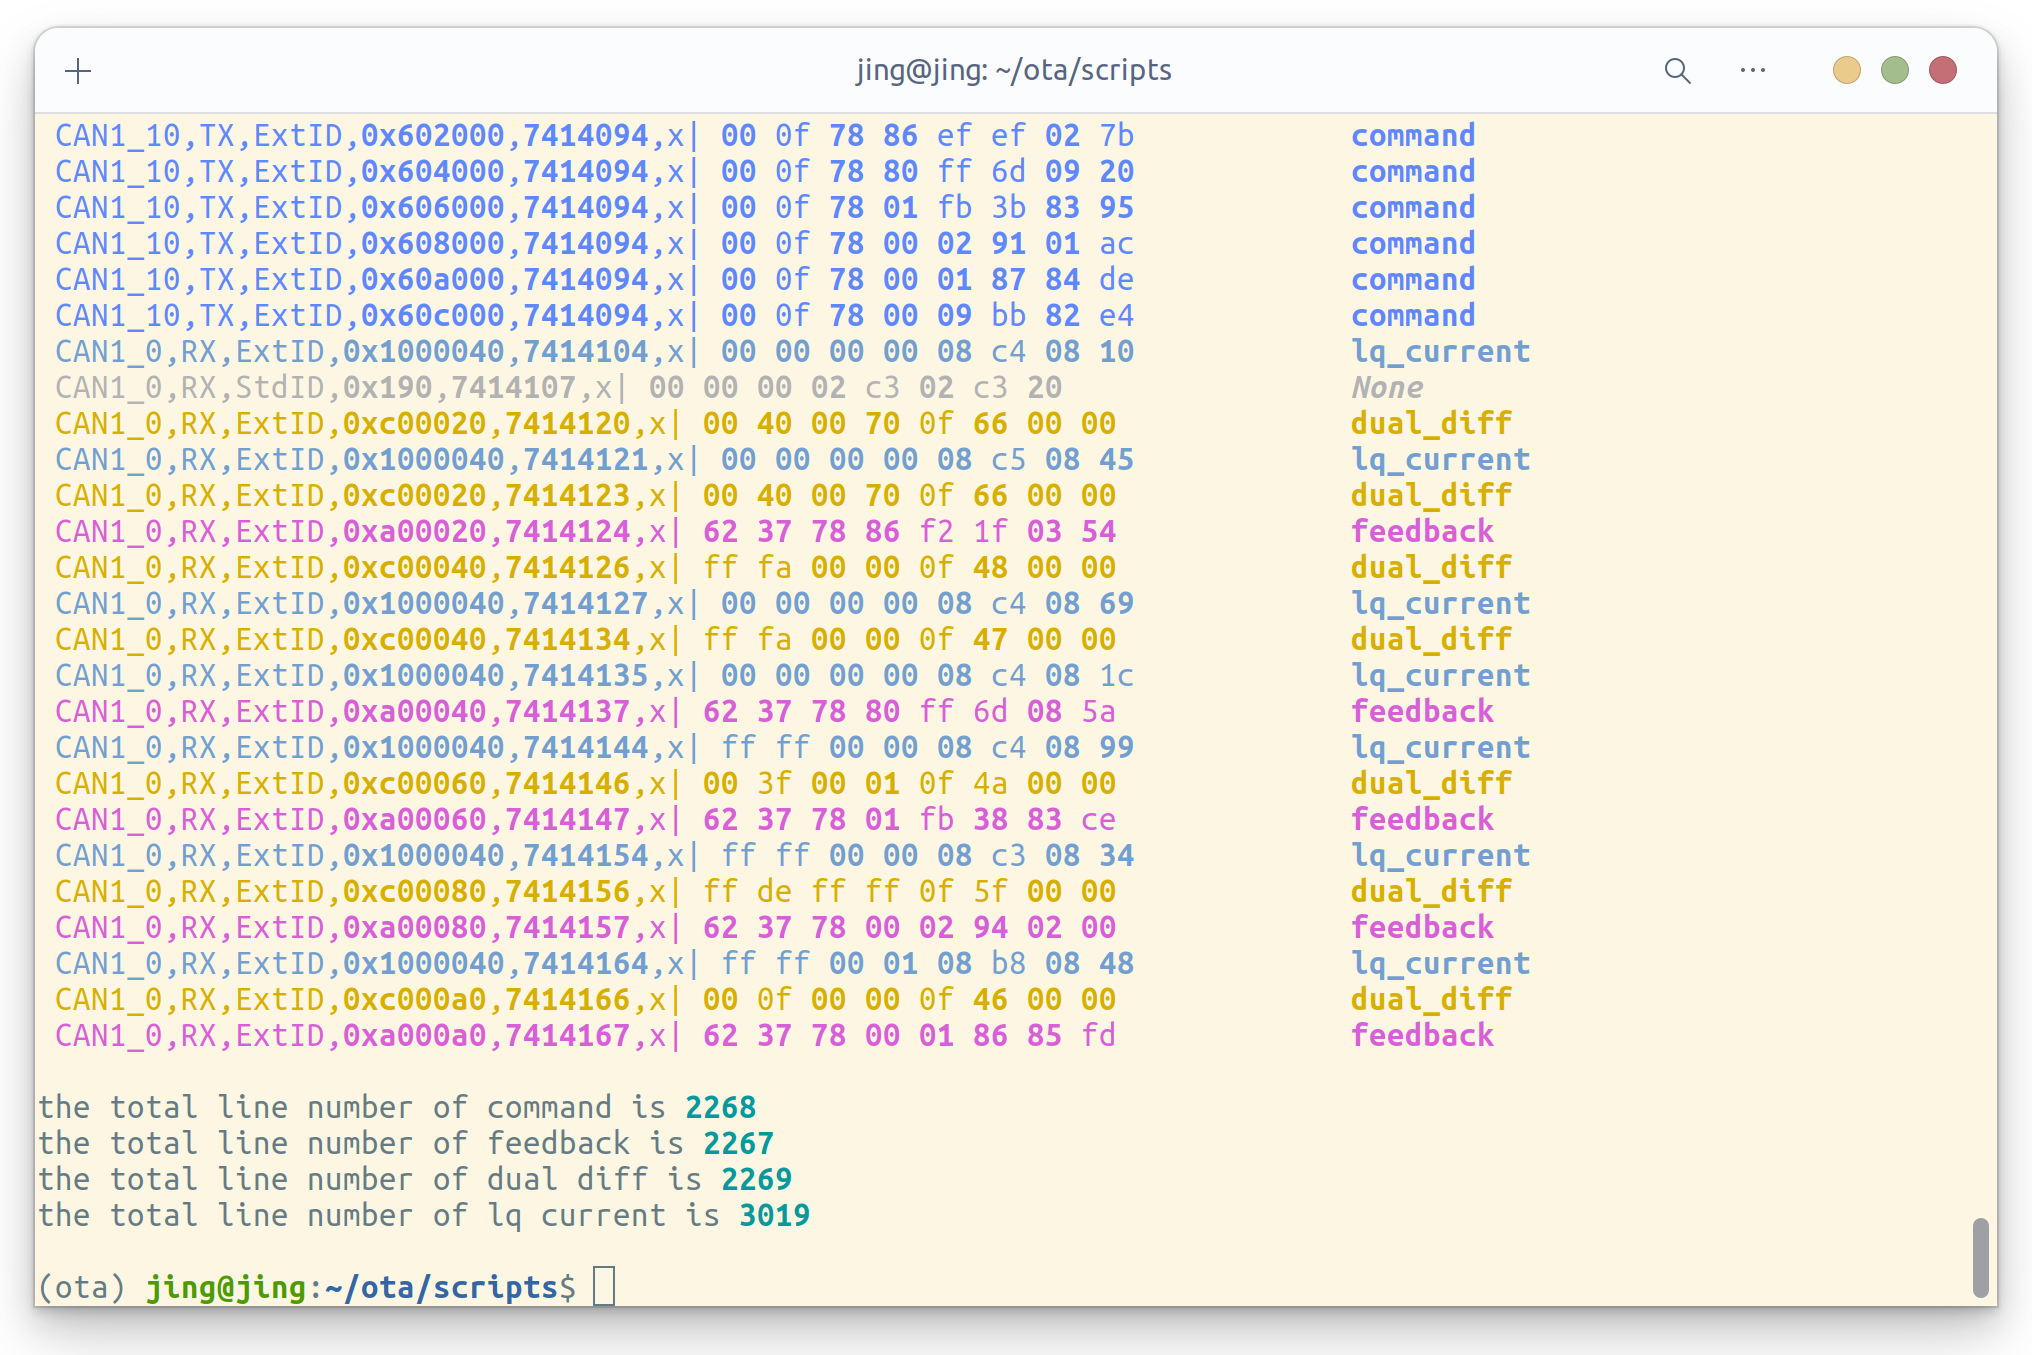 jing@jing: ~/ota/scripts
CAN1_10,TX,ExtID,0x602000,7414094,x| 00 0f 78 86 ef ef 02 7b command
CAN1_10,TX,ExtID,0x604000,7414094,x| 00 0f 78 80 ff 6d 09 20 command
CAN1_10,TX,ExtID,0x606000,7414094,x| 00 0f 78 01 fb 3b 83 95 command
CAN1_10,TX,ExtID,0x608000,7414094,x| 00 0f 78 00 02 91 01 ac command
CAN1_10,TX,ExtID,0x60a000,7414094,x| 00 0f 78 00 01 87 84 de command
CAN1_10,TX,ExtID,0x60c000,7414094,x| 00 0f 78 00 09 bb 82 e4 command
CAN1_0,RX,ExtID,0x1000040,7414104,x| 00 00 00 00 08 c4 08 10 lq_current
CAN1_0,RX,StdID,0x190,7414107,x| 00 00 00 02 c3 02 c3 20 None
CAN1_0,RX,ExtID,0xc00020,7414120,x| 00 40 00 70 0f 66 00 00 dual_diff
CAN1_0,RX,ExtID,0x1000040,7414121,x| 00 00 00 00 08 c5 08 45 lq_current
CAN1_0,RX,ExtID,0xc00020,7414123,x| 00 40 00 70 0f 66 00 00 dual_diff
CAN1_0,RX,ExtID,0xa00020,7414124,x| 62 37 78 86 f2 1f 03 54 feedback
CAN1_0,RX,ExtID,0xc00040,7414126,x| ff fa 00 00 0f 48 00 00 dual_diff
CAN1_0,RX,ExtID,0x1000040,7414127,x| 00 00 00 00 08 c4 08 69 lq_current
CAN1_0,RX,ExtID,0xc00040,7414134,x| ff fa 00 00 0f 47 00 00 dual_diff
CAN1_0,RX,ExtID,0x1000040,7414135,x| 00 00 00 00 08 c4 08 1c lq_current
CAN1_0,RX,ExtID,0xa00040,7414137,x| 62 37 78 80 ff 6d 08 5a feedback
CAN1_0,RX,ExtID,0x1000040,7414144,x| ff ff 00 00 08 c4 08 99 lq_current
CAN1_0,RX,ExtID,0xc00060,7414146,x| 00 3f 00 01 0f 4a 00 00 dual_diff
CAN1_0,RX,ExtID,0xa00060,7414147,x| 62 37 78 01 fb 38 83 ce feedback
CAN1_0,RX,ExtID,0x1000040,7414154,x| ff ff 00 00 08 c3 08 34 lq_current
CAN1_0,RX,ExtID,0xc00080,7414156,x| ff de ff ff 0f 5f 00 00 dual_diff
CAN1_0,RX,ExtID,0xa00080,7414157,x| 62 37 78 00 02 94 02 00 feedback
CAN1_0,RX,ExtID,0x1000040,7414164,x| ff ff 00 01 08 b8 08 48 lq_current
CAN1_0,RX,ExtID,0xc000a0,7414166,x| 00 0f 00 00 0f 46 00 00 dual_diff
CAN1_0,RX,ExtID,0xa000a0,7414167,x| 62 37 78 00 01 86 85 fd feedback
the total line number of command is 2268
the total line number of feedback is 2267
the total line number of dual diff is 2269
the total line number of lq current is 3019
(ota) jing@jing:~/ota/scripts$